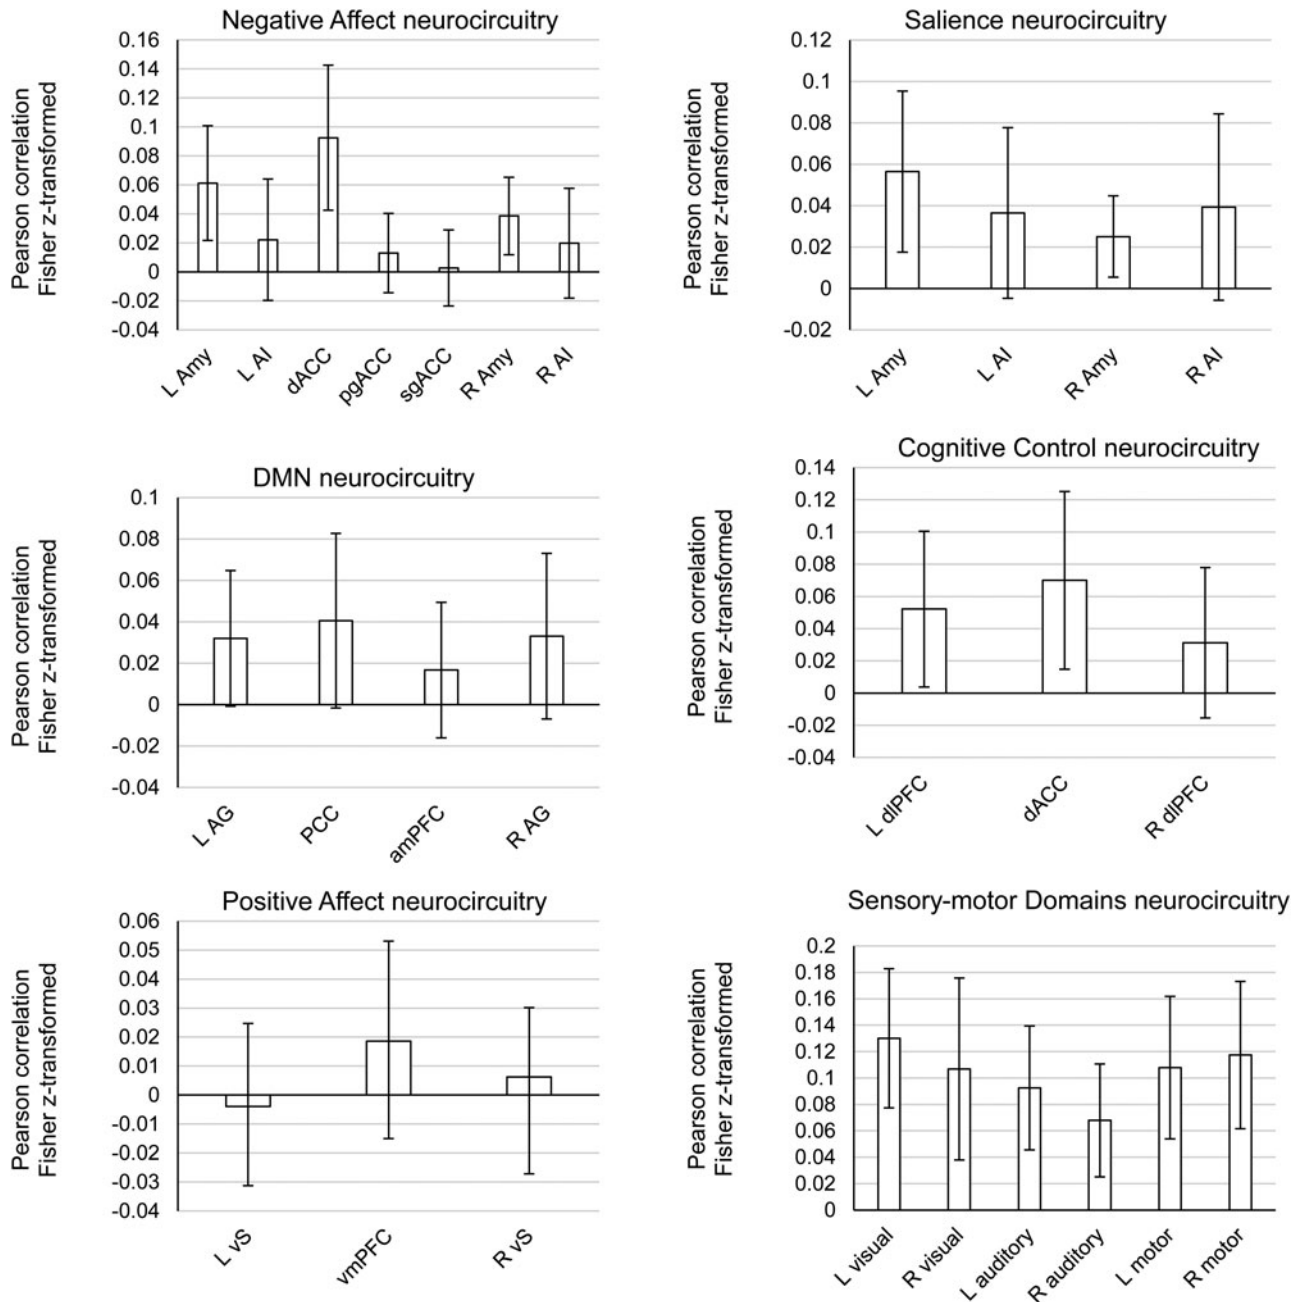 Negative Affect neurocircuitry
Pearson correlation
Fisher z-transformed
0.16
0.14
0.12
0.1
0.08
0.06
0.04
0.02
0
-0.02
-0.04
L Amy
L AI
dACC
pgACC
sgACC
R Amy
R AI
Salience neurocircuitry
Pearson correlation
Fisher z-transformed
0.12
0.1
0.08
0.06
0.04
0.02
0
-0.02
L Amy
L AI
R Amy
R AI
DMN neurocircuitry
Pearson correlation
Fisher z-transformed
0.1
0.08
0.06
0.04
0.02
0
-0.02
-0.04
L AG
PCC
amPFC
R AG
Cognitive Control neurocircuitry
Pearson correlation
Fisher z-transformed
0.14
0.12
0.1
0.08
0.06
0.04
0.02
0
-0.02
-0.04
L dlPFC
dACC
R dlPFC
Positive Affect neurocircuitry
Pearson correlation
Fisher z-transformed
0.06
0.05
0.04
0.03
0.02
0.01
0
-0.01
-0.02
-0.03
-0.04
L vS
vmPFC
R vS
Sensory-motor Domains neurocircuitry
Pearson correlation
Fisher z-transformed
0.2
0.18
0.16
0.14
0.12
0.1
0.08
0.06
0.04
0.02
0
L visual
R visual
L auditory
R auditory
L motor
R motor